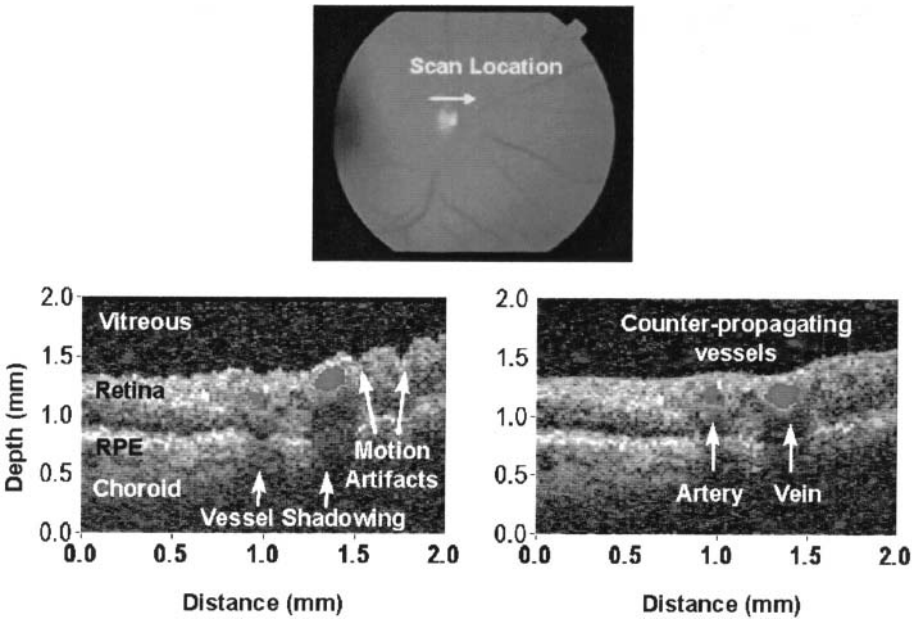 Scan Location
Depth (mm)
2.0
1.5
1.0
0.5
0.0
Vitreous
Retina
RPE
Choroid
Motion
Artifacts
Vessel Shadowing
0.0 0.5 1.0 1.5 2.0
Distance (mm)
2.0
1.5
1.0
0.5
0.0
Counter-propagating
vessels
Artery
Vein
0.0 0.5 1.0 1.5 2.0
Distance (mm)